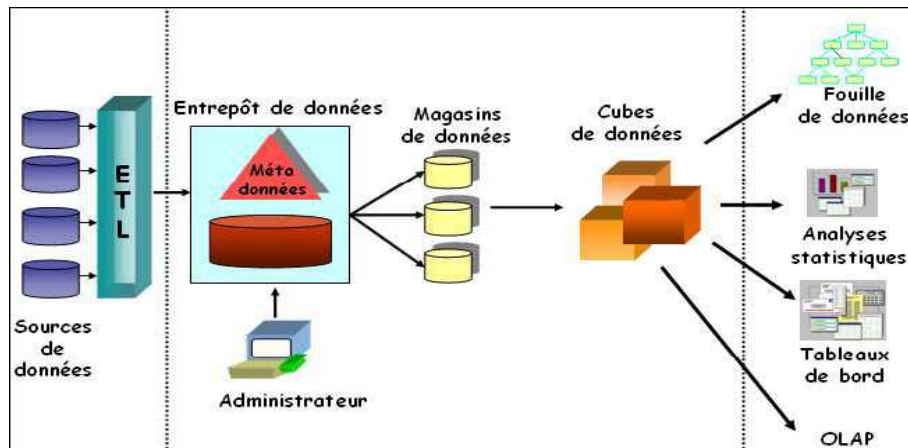 Sources
de
données
ETL
Entrepôt de données
Méta
données
Administrateur
Magasins
de données
Cubes
de données
Fouille
de données
Analyses
statistiques
Tableaux
de bord
OLAP